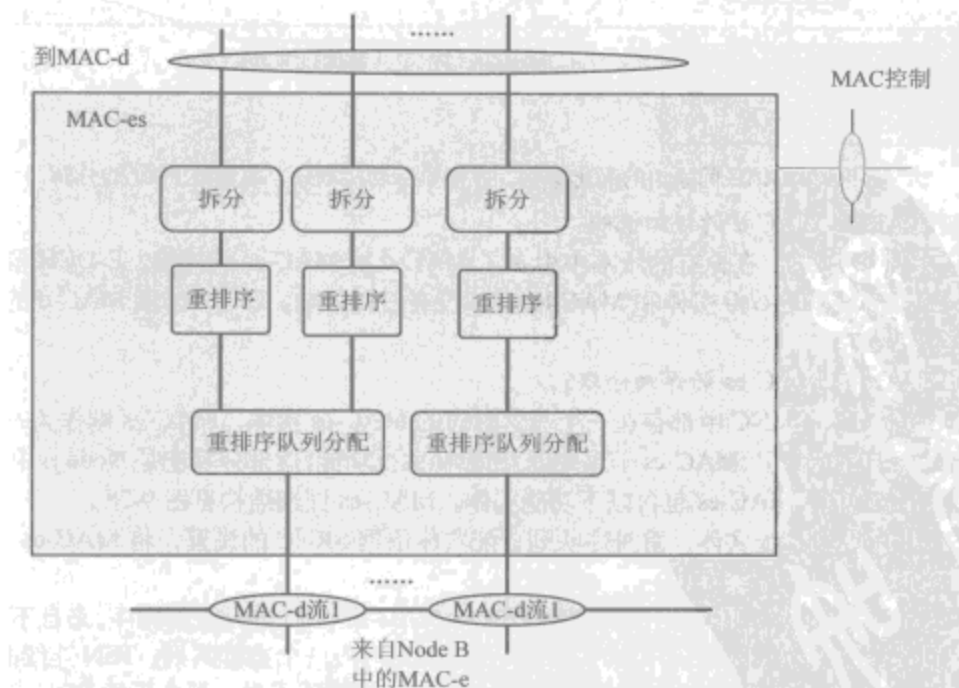 ……
到MAC-d
MAC控制
MAC-es
拆分 拆分 拆分
重排序 重排序 重排序
重排序队列分配 重排序队列分配
……
MAC-d流1 MAC-d流1
来自Node B
中的MAC-e